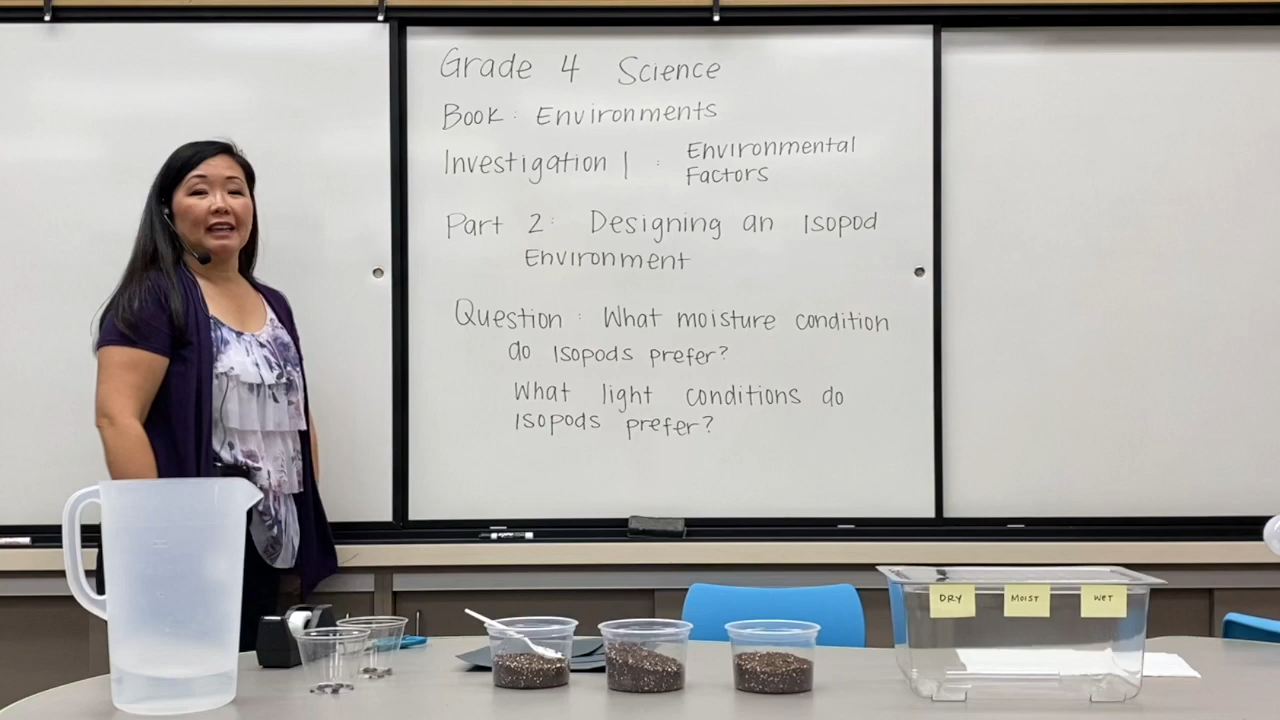 Grade 4 Science
Book: Environments
Investigation 1 : Environmental
Factors
Part 2: Designing an Isopod
Environment
Question: What moisture condition
do Isopods prefer?
What light conditions do
Isopods prefer?
DRY
MOIST
WET